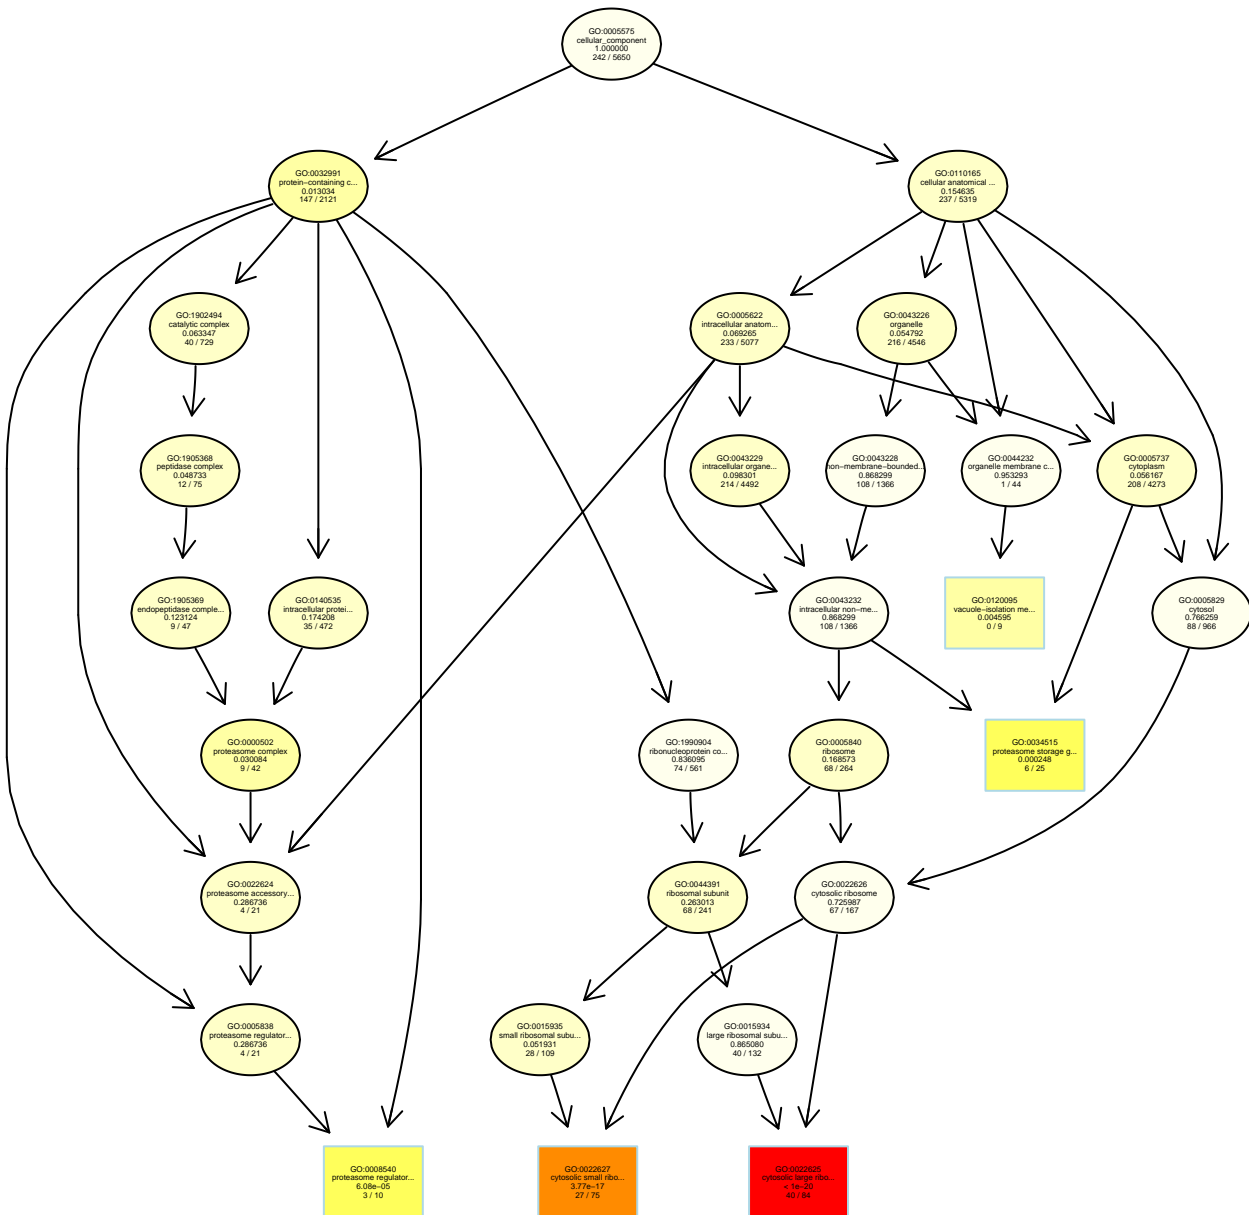 GO:0005575
cellular_component
1.000000
242 / 5650
GO:0032991
protein−containing c...
0.013034
147 / 2121
GO:0110165
cellular anatomical ...
0.154635
237 / 5319
GO:1902494
catalytic complex
0.063347
40 / 729
GO:0005622
intracellular anatom...
0.069265
233 / 5077
GO:0043226
organelle
0.054792
216 / 4546
GO:1905368
peptidase complex
0.048733
12 / 75
GO:0043229
intracellular organe...
0.098301
214 / 4492
GO:0043228
non−membrane−bounded...
0.868299
108 / 1366
GO:0044232
organelle membrane c...
0.953293
1 / 44
GO:0005737
cytoplasm
0.056167
208 / 4273
GO:1905369
endopeptidase comple...
0.123124
9 / 47
GO:0140535
intracellular protei...
0.174208
35 / 472
GO:0043232
intracellular non−me...
0.868299
108 / 1366
GO:0120095
vacuole−isolation me...
0.004595
0 / 9
GO:0005829
cytosol
0.766259
88 / 966
GO:0000502
proteasome complex
0.030084
9 / 42
GO:1990904
ribonucleoprotein co...
0.836095
74 / 561
GO:0005840
ribosome
0.168573
68 / 264
GO:0034515
proteasome storage g...
0.000248
6 / 25
GO:0022624
proteasome accessory...
0.286736
4 / 21
GO:0044391
ribosomal subunit
0.263013
68 / 241
GO:0022626
cytosolic ribosome
0.725987
67 / 167
GO:0005838
proteasome regulator...
0.286736
4 / 21
GO:0015935
small ribosomal subu...
0.051931
28 / 109
GO:0015934
large ribosomal subu...
0.865080
40 / 132
GO:0008540
proteasome regulator...
6.08e−05
3 / 10
GO:0022627
cytosolic small ribo...
3.77e−17
27 / 75
GO:0022625
cytosolic large ribo...
< 1e−20
40 / 84